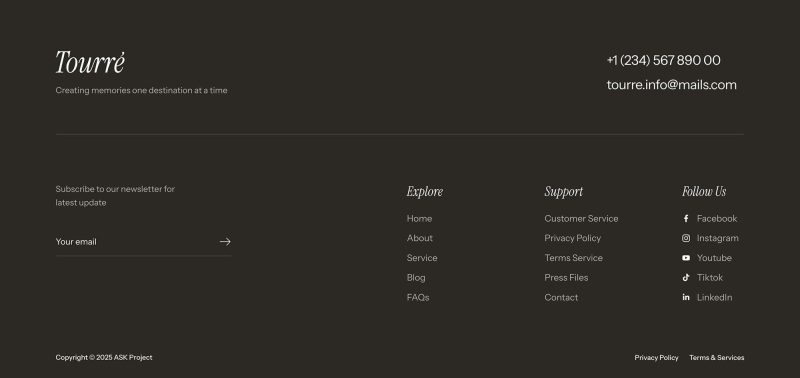 Tourré
Creating memories one destination at a time
+1 (234) 567 890 00
tourre.info@mails.com
Subscribe to our newsletter for
latest update
Your email
Explore
Home
About
Service
Blog
FAQs
Support
Customer Service
Privacy Policy
Terms Service
Press Files
Contact
Follow Us
Facebook
Instagram
Youtube
Tiktok
LinkedIn
Copyright © 2025 ASK Project
Privacy Policy
Terms & Services